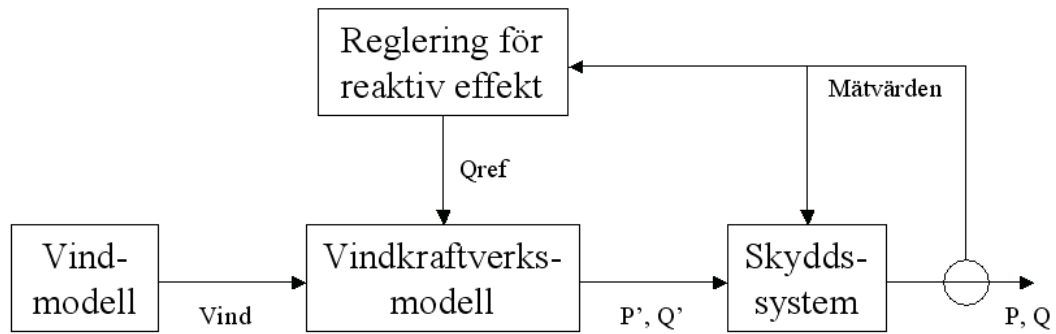 Reglering för
reaktiv effekt
Mätvärden
Qref
Vind-
modell
Vind
Vindkraftverks-
modell
P’, Q’
Skydds-
system
P, Q